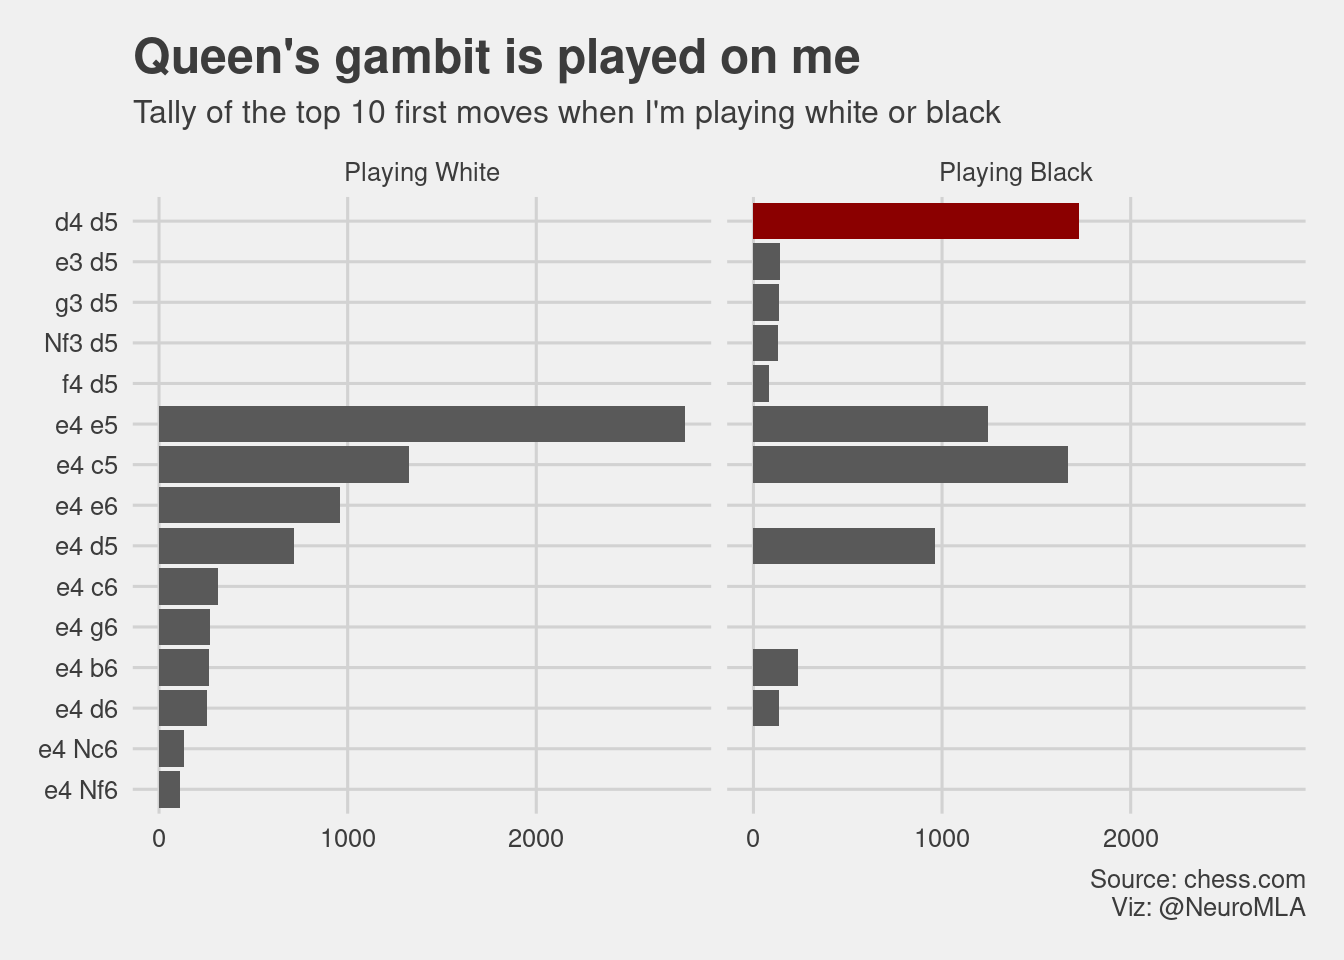 Queen's gambit is played on me
Tally of the top 10 first moves when I'm playing white or black
Playing White
Playing Black
d4 d5
e3 d5
g3 d5
Nf3 d5
f4 d5
e4 e5
e4 c5
e4 e6
e4 d5
e4 c6
e4 g6
e4 b6
e4 d6
e4 Nc6
e4 Nf6
0 1000 2000
0 1000 2000
Source: chess.com
Viz: @NeuroMLA